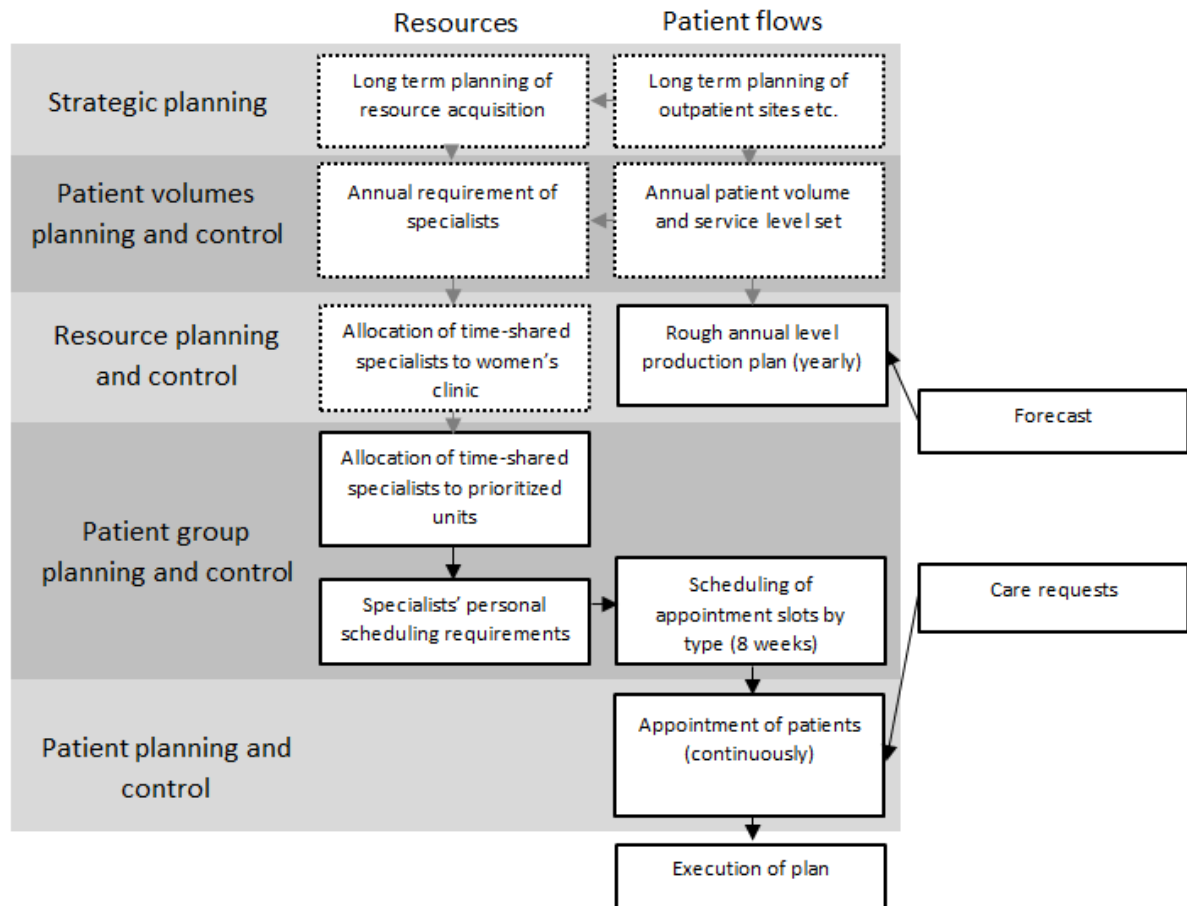 Resources
Patient flows
Strategic planning
Long term planning of
resource acquisition
Long term planning of
outpatient sites etc.
Patient volumes
planning and control
Annual requirement of
specialists
Annual patient volume
and service level set
Resource planning
and control
Allocation of time-shared
specialists to women's
clinic
Rough annual level
production plan (yearly)
Forecast
Patient group
planning and control
Allocation of time-shared
specialists to prioritized
units
Specialists' personal
scheduling requirements
Scheduling of
appointment slots by
type (8 weeks)
Care requests
Patient planning and
control
Appointment of patients
(continuously)
Execution of plan